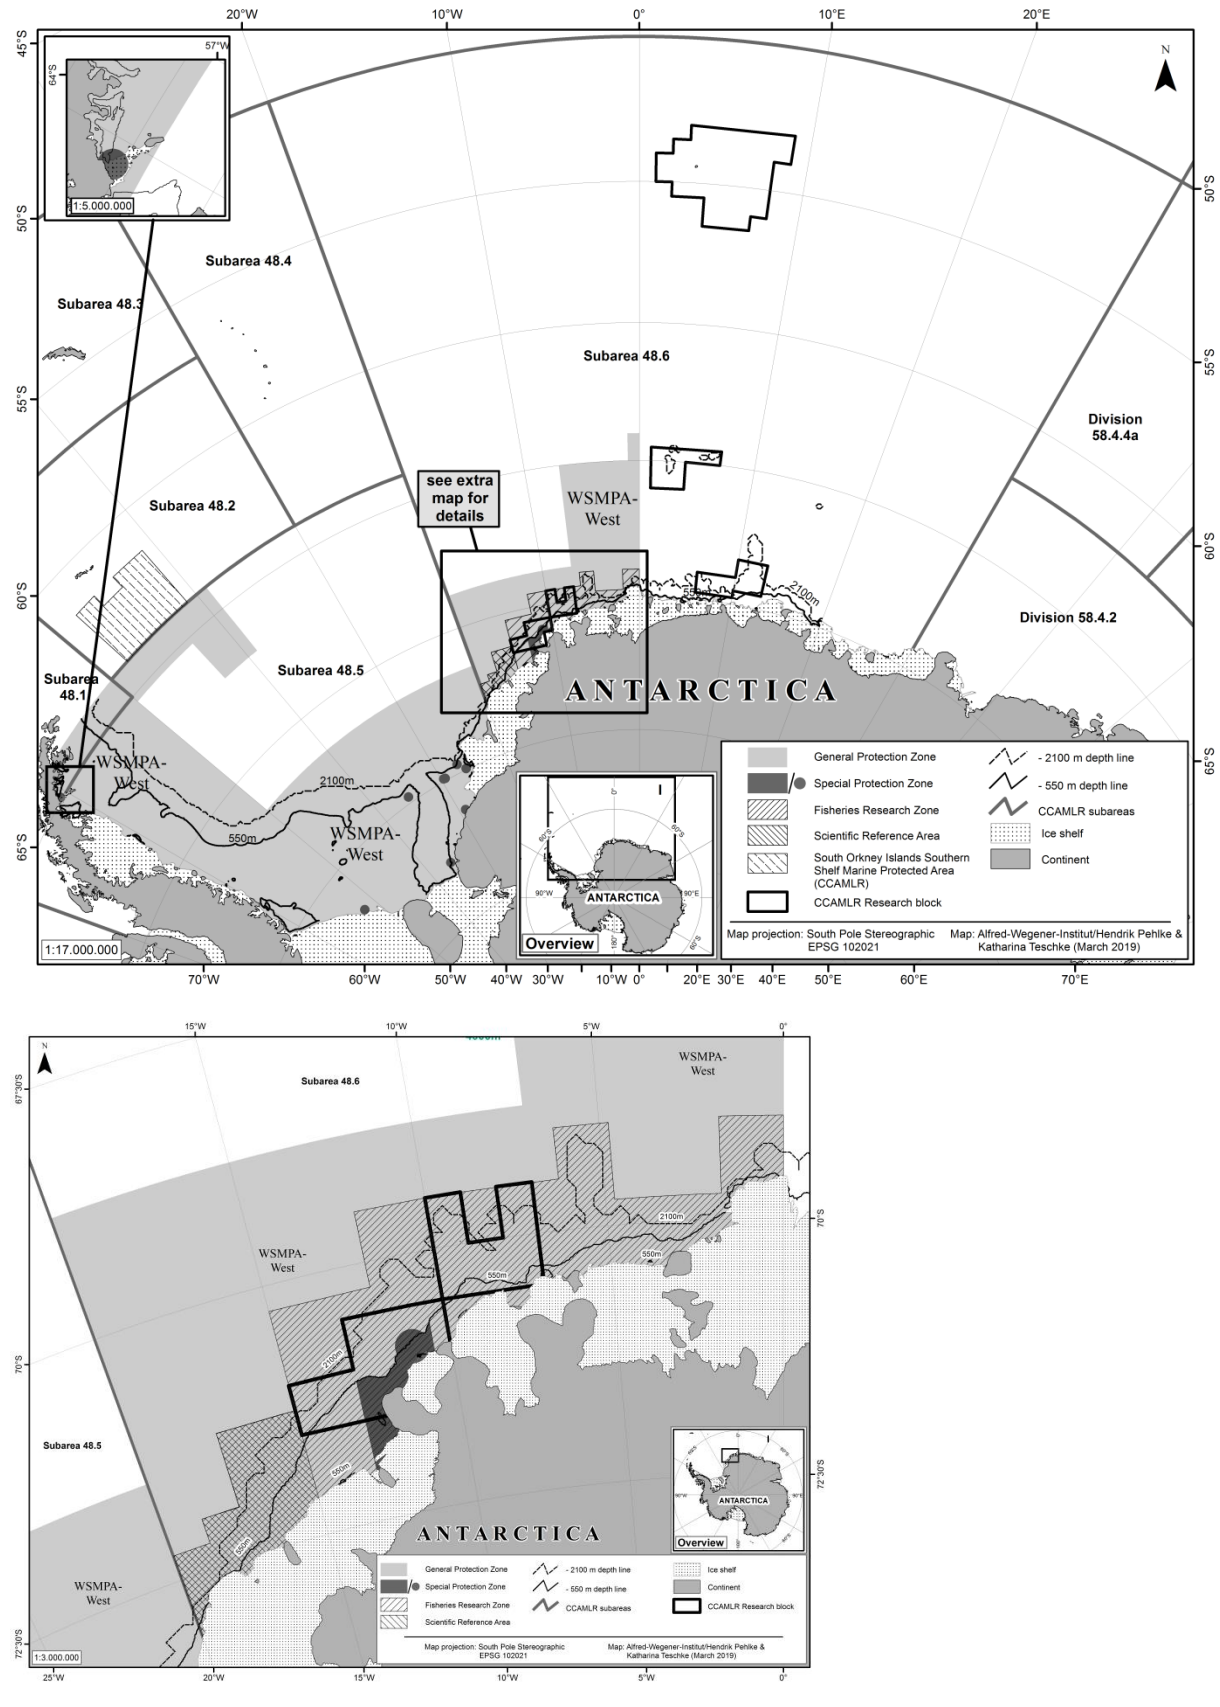 20°W
10°W
0°
10°E
20°E
45°S
57°W
64°S
N
1:5.000.000
50°S
50°S
Subarea 48.4
Subarea 48.3
Subarea 48.6
55°S
55°S
Division
58.4.4a
see extra
map for
details
WSMPA-
West
Subarea 48.2
60°S
60°S
2100m
550m
Division 58.4.2
Subarea 48.5
Subarea
48.1
ANTARCTICA
WSMPA-
West
2100m
550m
WSMPA-
West
65°S
65°S
General Protection Zone
Special Protection Zone
Fisheries Research Zone
Scientific Reference Area
South Orkney Islands Southern
Shelf Marine Protected Area
(CCAMLR)
CCAMLR Research block
- 2100 m depth line
- 550 m depth line
CCAMLR subareas
Ice shelf
Continent
0°
60°S
60°S
90°W
90°E
ANTARCTICA
180°
60°S
Overview
Map projection: South Pole Stereographic
EPSG 102021
Map: Alfred-Wegener-Institut/Hendrik Pehlke &
Katharina Teschke (March 2019)
1:17.000.000
70°W
60°W
50°W
40°W
30°W
10°W
0°
20°E
30°E
40°E
50°E
60°E
70°E
15°W
10°W
5°W
0°
N
WSMPA-
West
67°30'S
Subarea 48.6
2100m
70°S
550m
WSMPA-
West
550m
2100m
70°S
Subarea 48.5
550m
550m
72°30'S
ANTARCTICA
ANTARCTICA
Overview
WSMPA-
West
General Protection Zone
Special Protection Zone
Fisheries Research Zone
Scientific Reference Area
- 2100 m depth line
- 550 m depth line
CCAMLR subareas
Ice shelf
Continent
CCAMLR Research block
Map projection: South Pole Stereographic
EPSG 102021
Map: Alfred-Wegener-Institut/Hendrik Pehlke &
Katharina Teschke (March 2019)
72°30'S
1:3.000.000
25°W
20°W
15°W
10°W
5°W
0°